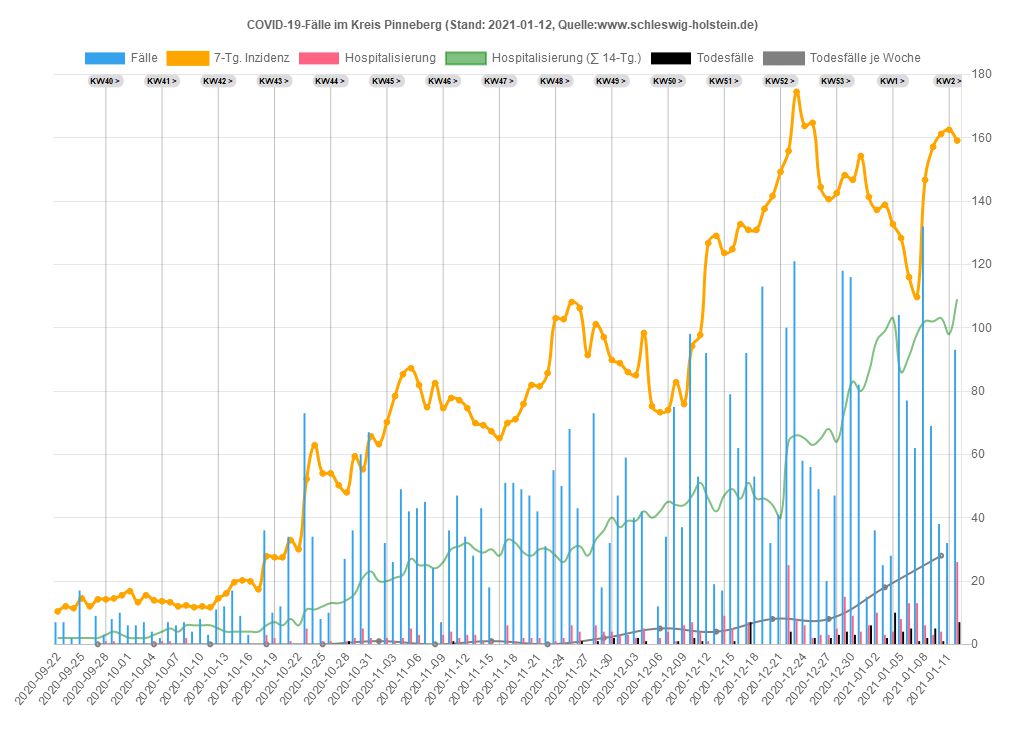 COVID-19-Fälle im Kreis Pinneberg (Stand: 2021-01-12, Quelle:www.schleswig-holstein.de)
Fälle 7-Tg. Inzidenz Hospitalisierung Hospitalisierung (∑ 14-Tg.) Todesfälle Todesfälle je Woche
KW40 > KW41 > KW42 > KW43 > KW44 > KW45 > KW46 > KW47 > KW48 > KW49 > KW50 > KW51 > KW52 > KW53 > KW1 > KW2 >
180
160
140
120
100
80
60
40
20
0
2020-09-22 2020-09-25 2020-09-28 2020-10-01 2020-10-04 2020-10-07 2020-10-10 2020-10-13 2020-10-16 2020-10-19 2020-10-22 2020-10-25 2020-10-28 2020-10-31 2020-11-03 2020-11-06 2020-11-09 2020-11-12 2020-11-15 2020-11-18 2020-11-21 2020-11-24 2020-11-27 2020-11-30 2020-12-03 2020-12-06 2020-12-09 2020-12-12 2020-12-15 2020-12-18 2020-12-21 2020-12-24 2020-12-27 2020-12-30 2021-01-02 2021-01-05 2021-01-08 2021-01-11